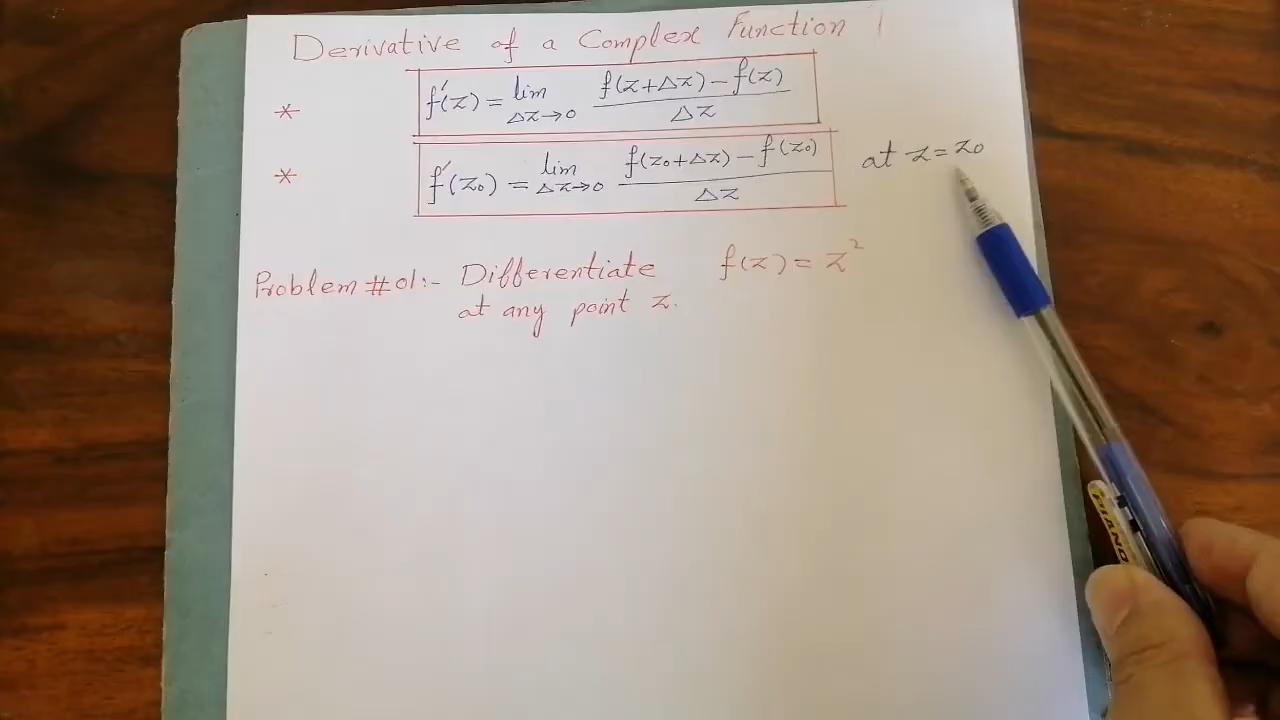 Derivative of a Complex Function
* f'(z) = lim Δz→0 f(z+Δz) − f(z) / Δz
* f'(z₀) = lim Δz→0 f(z₀+Δz) − f(z₀) / Δz at z = z₀
Problem #01:- Differentiate f(z) = z²
at any point z.
PIANO